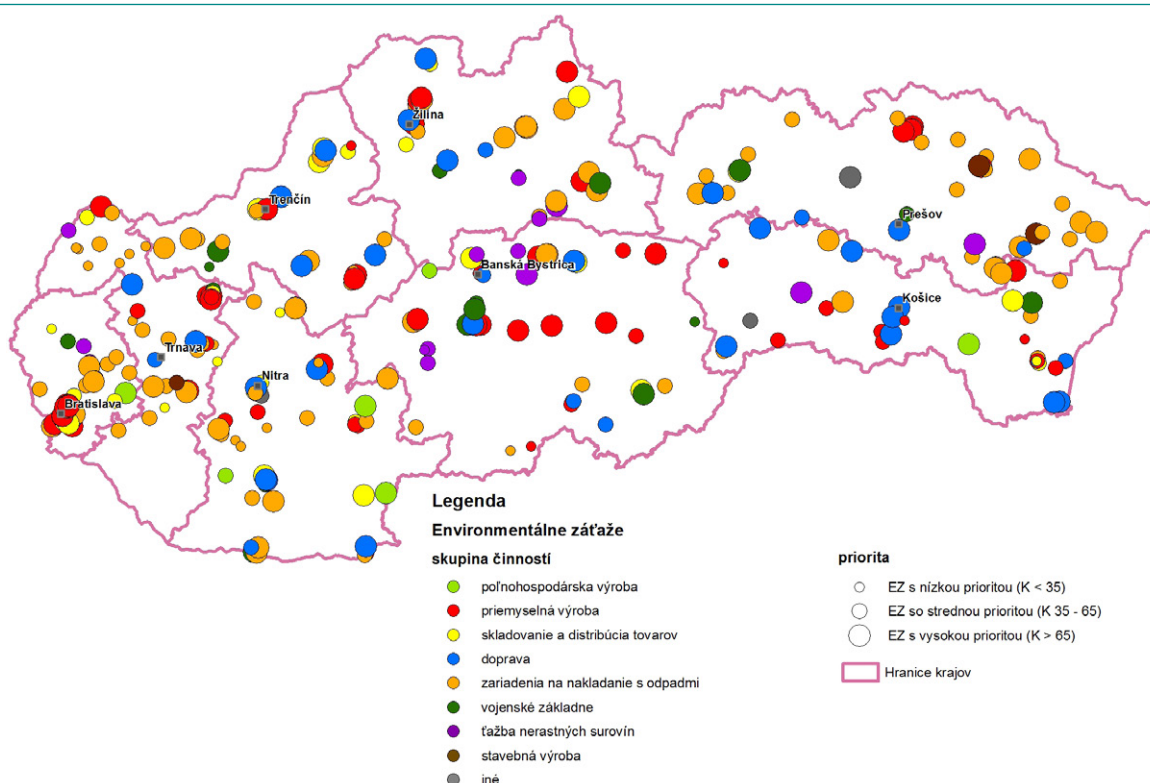 Žilina
Trenčín
Prešov
Banská Bystrica
Košice
Trnava
Nitra
Bratislava
Legenda
Environmentálne záťaže
skupina činností
poľnohospodárska výroba
priemyselná výroba
skladovanie a distribúcia tovarov
doprava
zariadenia na nakladanie s odpadmi
vojenské základne
ťažba nerastných surovín
stavebná výroba
iné
priorita
EZ s nízkou prioritou (K < 35)
EZ so strednou prioritou (K 35 - 65)
EZ s vysokou prioritou (K > 65)
Hranice krajov